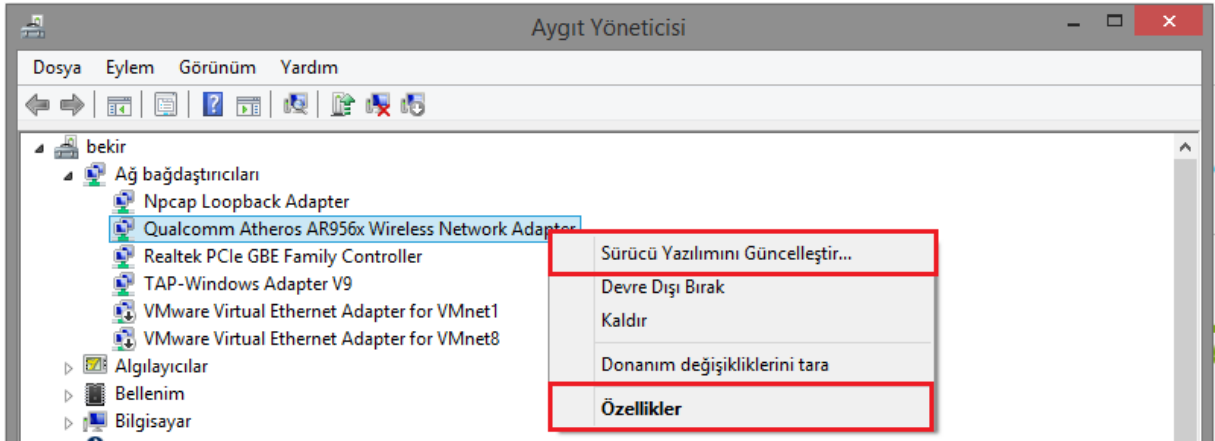 Aygıt Yöneticisi
Dosya Eylem Görünüm Yardım
bekir
Ağ bağdaştırıcıları
Npcap Loopback Adapter
Qualcomm Atheros AR956x Wireless Network Adapter
Realtek PCIe GBE Family Controller
TAP-Windows Adapter V9
VMware Virtual Ethernet Adapter for VMnet1
VMware Virtual Ethernet Adapter for VMnet8
Algılayıcılar
Bellenim
Bilgisayar
Sürücü Yazılımını Güncelleştir...
Devre Dışı Bırak
Kaldır
Donanım değişikliklerini tara
Özellikler